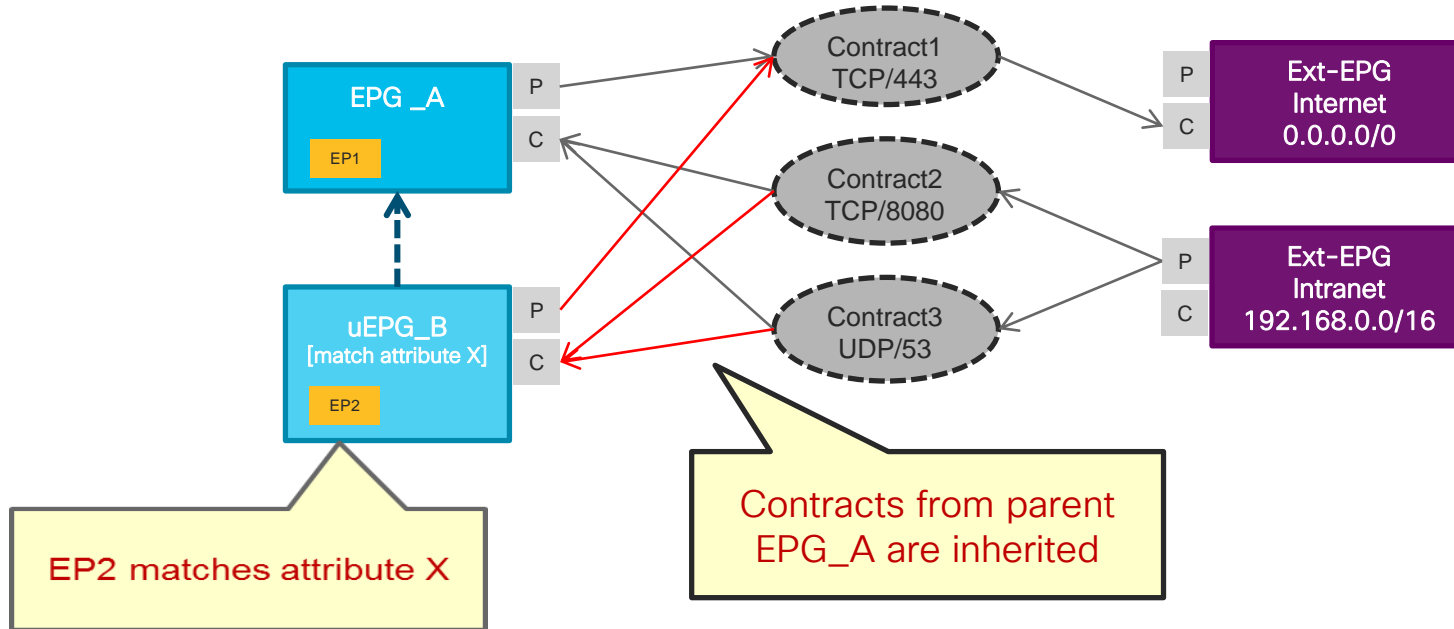 EPG _A
EP1
P
C
uEPG_B
[match attribute X]
EP2
P
C
Contract1
TCP/443
Contract2
TCP/8080
Contract3
UDP/53
P
C
Ext-EPG
Internet
0.0.0.0/0
P
C
Ext-EPG
Intranet
192.168.0.0/16
EP2 matches attribute X
Contracts from parent
EPG_A are inherited